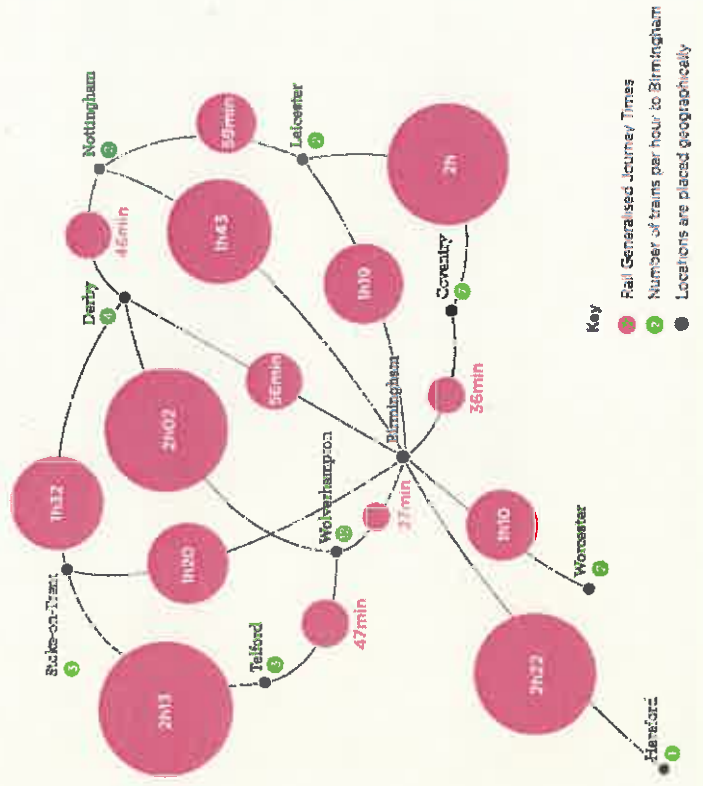 Nottingham
Derby
4
46min
59min
Leicester
2
1h43
1h19
2h
Coventry
7
36min
Birmingham
56min
2h02
1h32
Stoke-on-Trent
3
1h20
Wolverhampton
27min
47min
Telford
3
2h13
1h10
Worcester
2
2h22
Hereford
1
Key
Rail Generalised Journey Times
2
Number of trains per hour to Birmingham
Locations are placed geographically